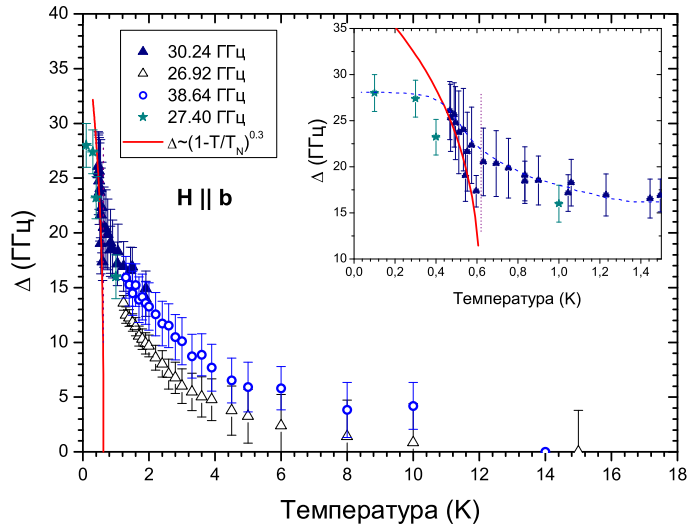 40
35
30
25
20
15
10
5
0
Δ (ГГц)
30.24 ГГц
26.92 ГГц
38.64 ГГц
27.40 ГГц
Δ~(1-T/T_N)^0.3
H || b
35
30
25
20
15
10
Δ (ГГц)
0,0 0,2 0,4 0,6 0,8 1,0 1,2 1,4
Температура (K)
0 2 4 6 8 10 12 14 16 18
Температура (K)